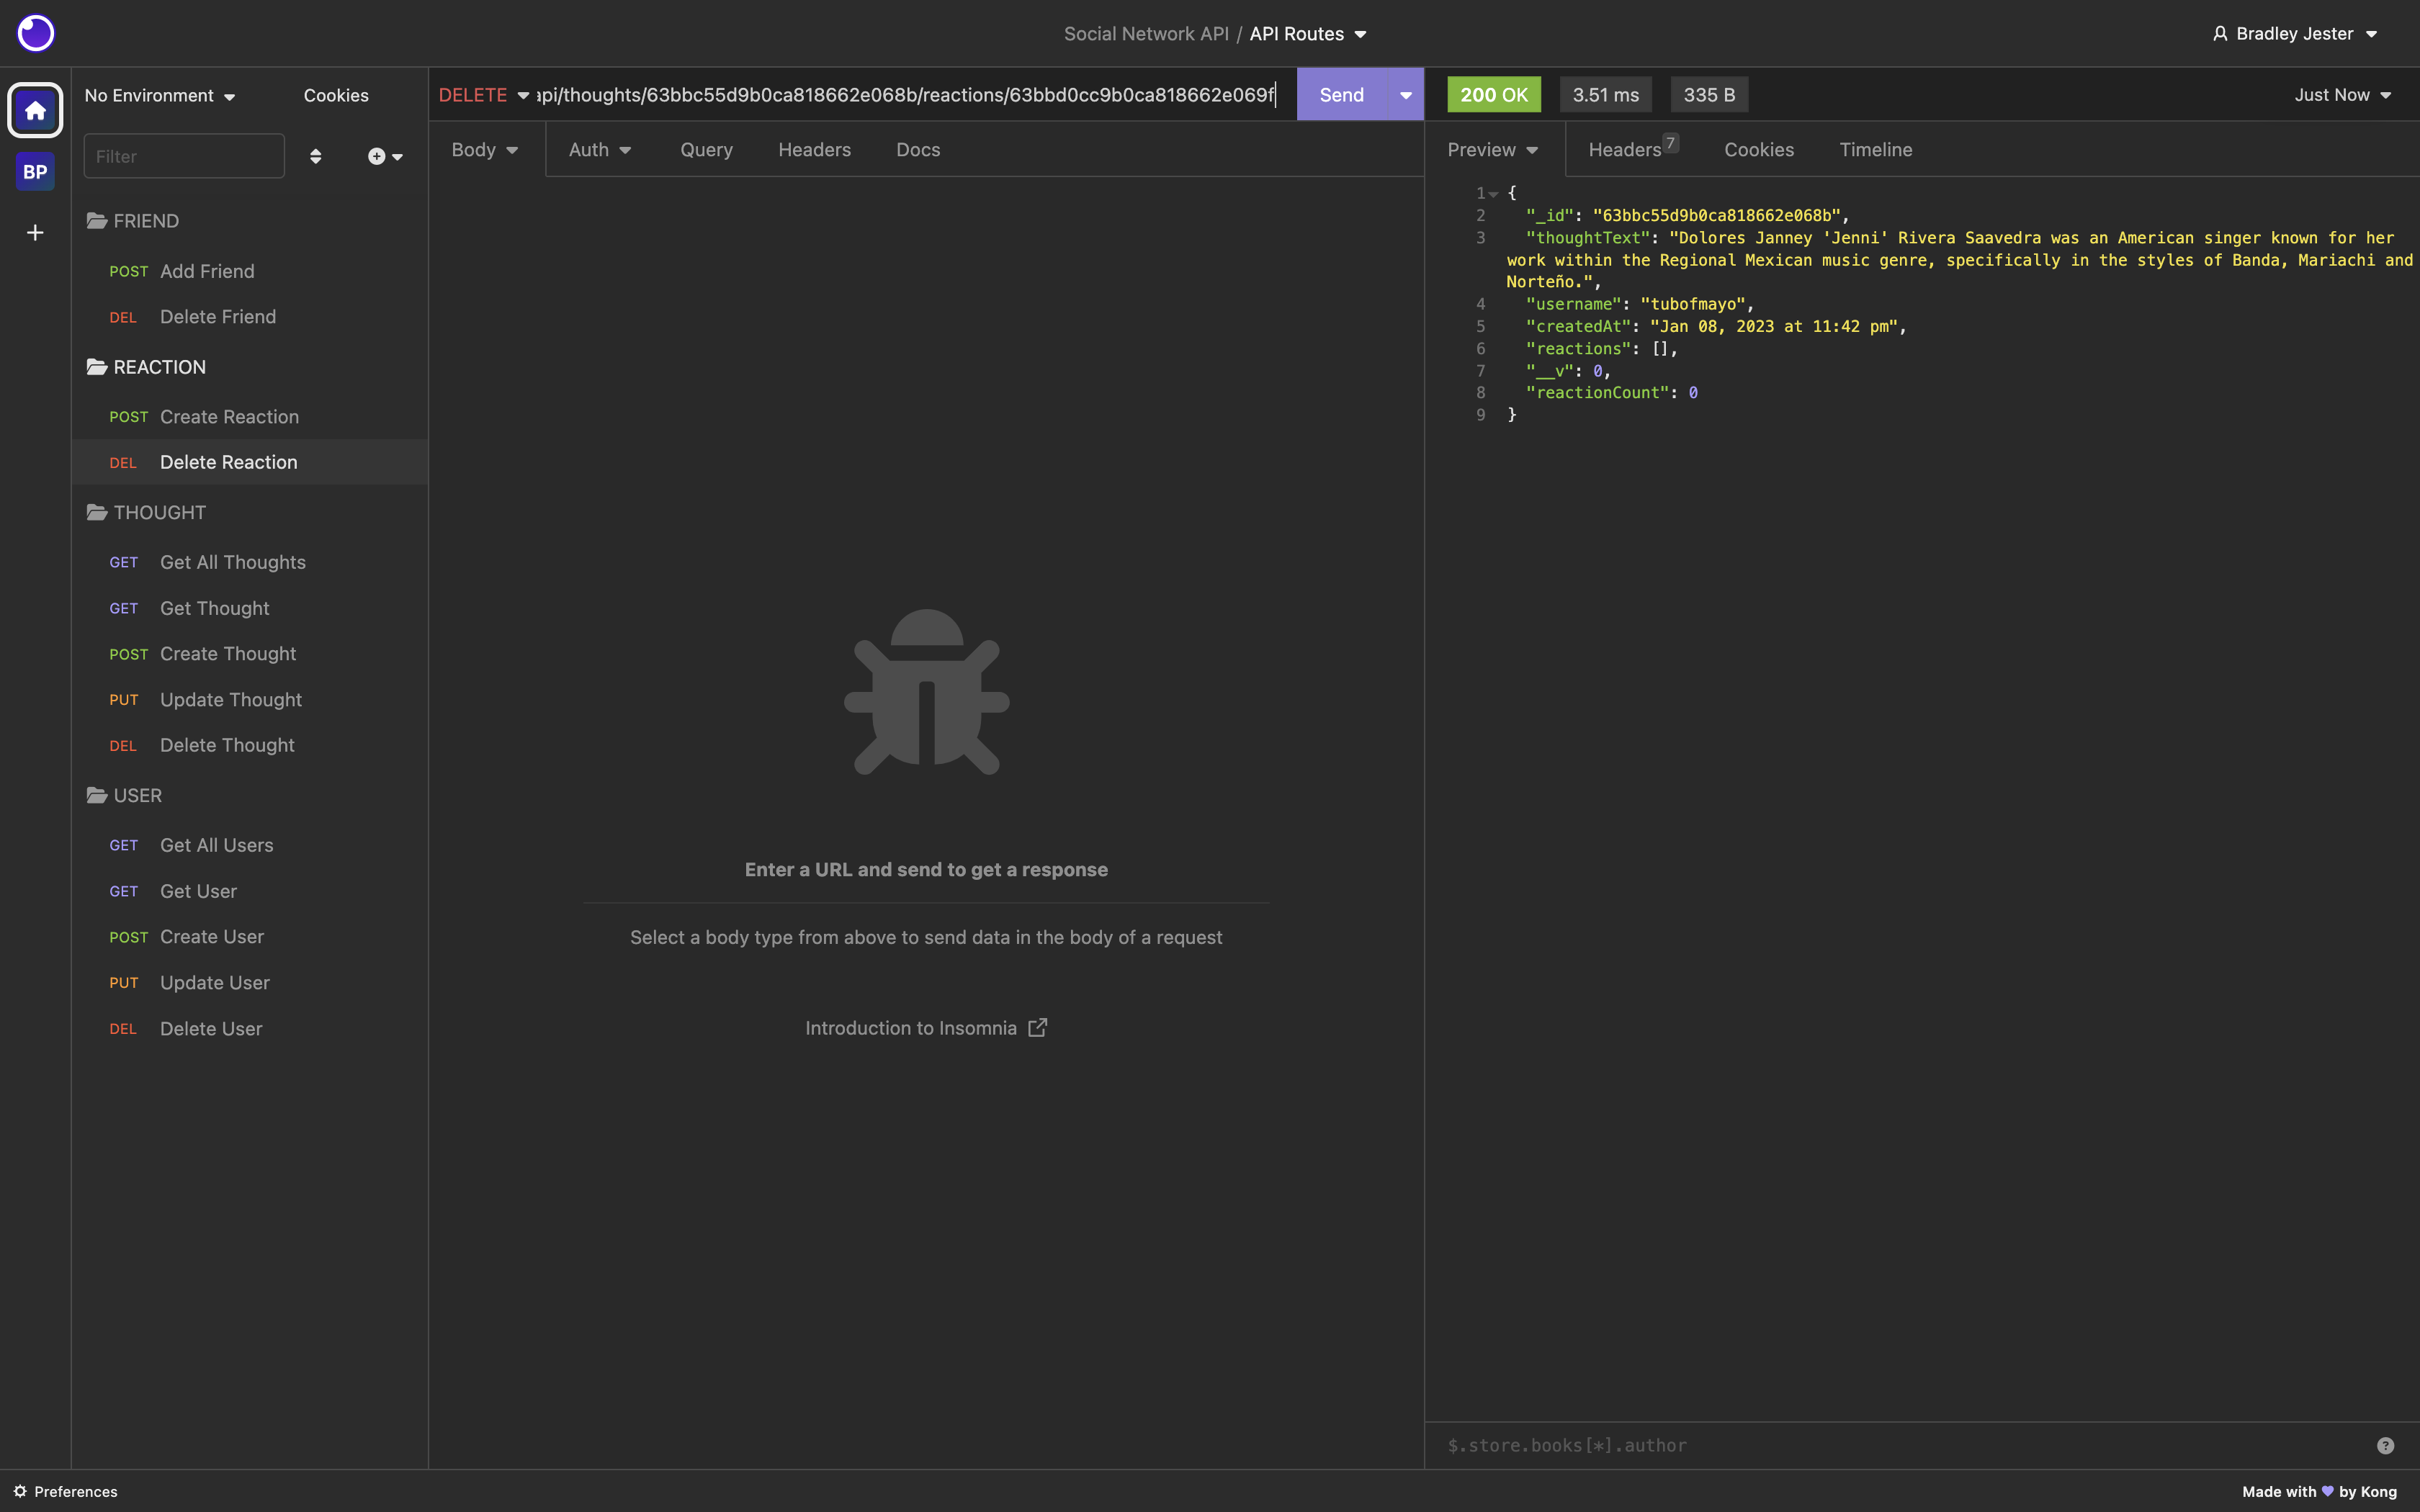 Social Network API / API Routes
Bradley Jester
BP
No Environment
Cookies
Filter
FRIEND
POST Add Friend
DEL Delete Friend
REACTION
POST Create Reaction
DEL Delete Reaction
THOUGHT
GET Get All Thoughts
GET Get Thought
POST Create Thought
PUT Update Thought
DEL Delete Thought
USER
GET Get All Users
GET Get User
POST Create User
PUT Update User
DEL Delete User
DELETE api/thoughts/63bbc55d9b0ca818662e068b/reactions/63bbd0cc9b0ca818662e069f
Send
Body Auth Query Headers Docs
Enter a URL and send to get a response
Select a body type from above to send data in the body of a request
Introduction to Insomnia
200 OK 3.51 ms 335 B Just Now
Preview Headers 7 Cookies Timeline
1 {
2 "_id": "63bbc55d9b0ca818662e068b",
3 "thoughtText": "Dolores Janney 'Jenni' Rivera Saavedra was an American singer known for her
work within the Regional Mexican music genre, specifically in the styles of Banda, Mariachi and
Norteño.",
4 "username": "tubofmayo",
5 "createdAt": "Jan 08, 2023 at 11:42 pm",
6 "reactions": [],
7 "__v": 0,
8 "reactionCount": 0
9 }
$.store.books[*].author
?
Preferences
Made with 💜 by Kong